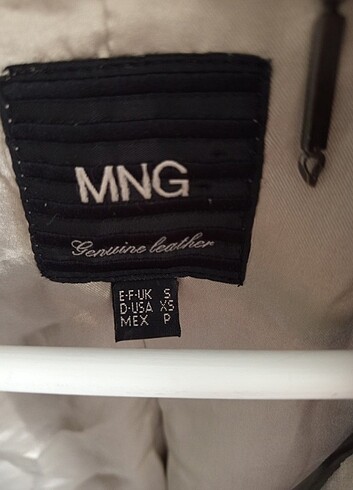 MNG
Genuine leather
E·F·UK S
D·USA XS
MEX P